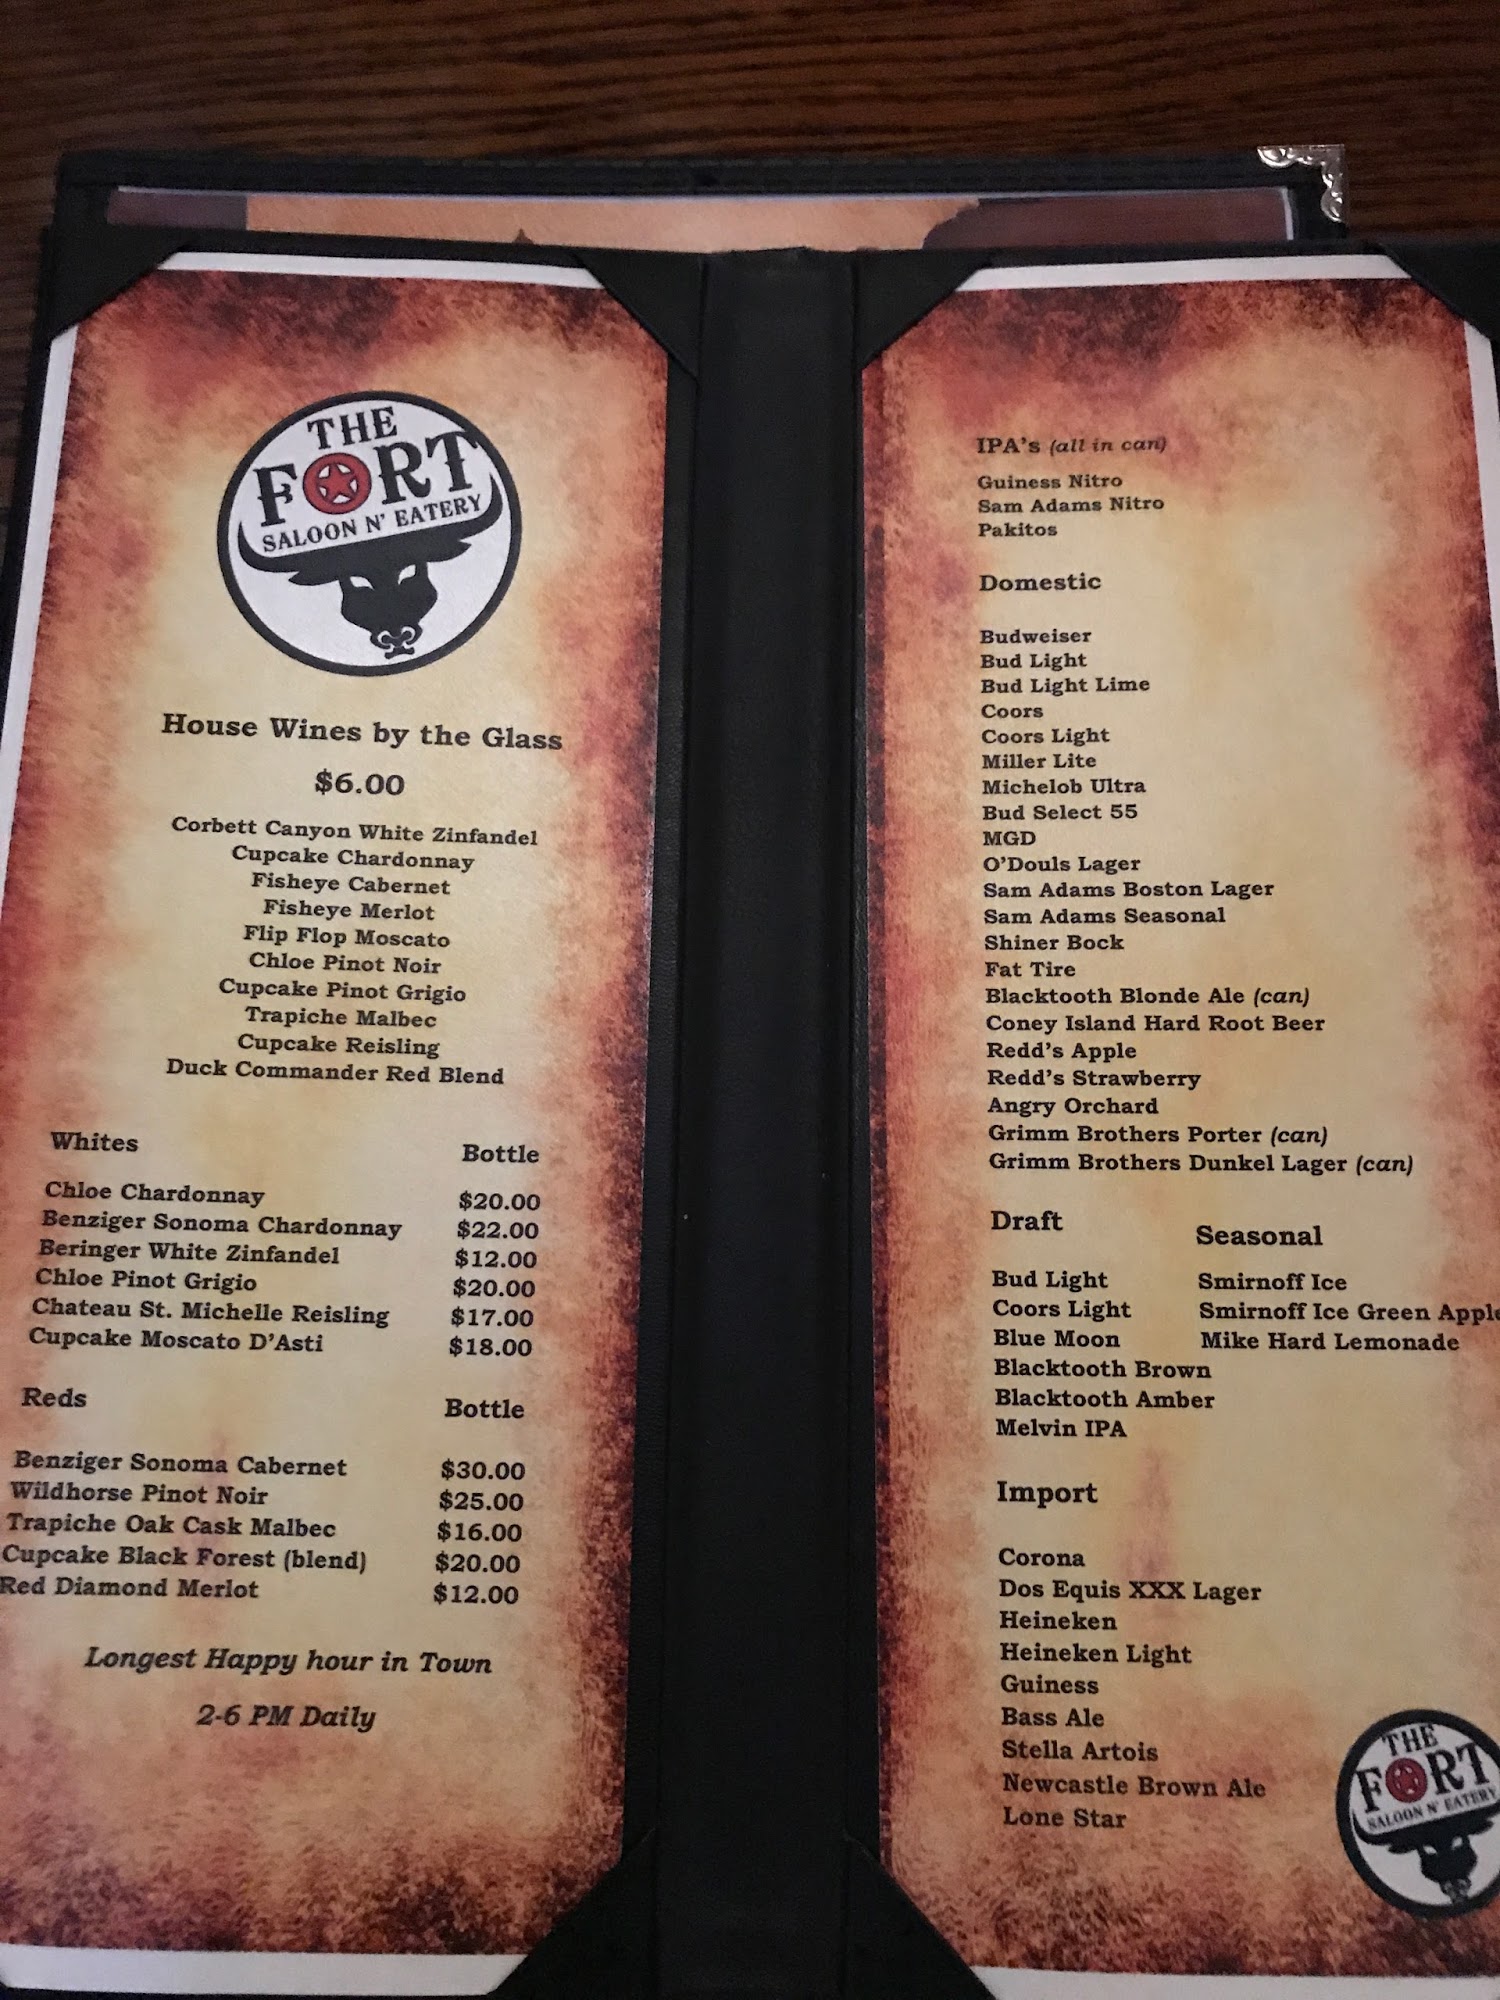 THE
FORT
SALOON N' EATERY
House Wines by the Glass
$6.00
Corbett Canyon White Zinfandel
Cupcake Chardonnay
Fisheye Cabernet
Fisheye Merlot
Flip Flop Moscato
Chloe Pinot Noir
Cupcake Pinot Grigio
Trapiche Malbec
Cupcake Reisling
Duck Commander Red Blend
Whites Bottle
Chloe Chardonnay $20.00
Benziger Sonoma Chardonnay $22.00
Beringer White Zinfandel $12.00
Chloe Pinot Grigio $20.00
Chateau St. Michelle Reisling $17.00
Cupcake Moscato D'Asti $18.00
Reds Bottle
Benziger Sonoma Cabernet $30.00
Wildhorse Pinot Noir $25.00
Trapiche Oak Cask Malbec $16.00
Cupcake Black Forest (blend) $20.00
Red Diamond Merlot $12.00
Longest Happy hour in Town
2-6 PM Daily
IPA's (all in can)
Guiness Nitro
Sam Adams Nitro
Pakitos
Domestic
Budweiser
Bud Light
Bud Light Lime
Coors
Coors Light
Miller Lite
Michelob Ultra
Bud Select 55
MGD
O'Douls Lager
Sam Adams Boston Lager
Sam Adams Seasonal
Shiner Bock
Fat Tire
Blacktooth Blonde Ale (can)
Coney Island Hard Root Beer
Redd's Apple
Redd's Strawberry
Angry Orchard
Grimm Brothers Porter (can)
Grimm Brothers Dunkel Lager (can)
Draft Seasonal
Bud Light Smirnoff Ice
Coors Light Smirnoff Ice Green Apple
Blue Moon Mike Hard Lemonade
Blacktooth Brown
Blacktooth Amber
Melvin IPA
Import
Corona
Dos Equis XXX Lager
Heineken
Heineken Light
Guiness
Bass Ale
Stella Artois
Newcastle Brown Ale
Lone Star
THE
FORT
SALOON N' EATERY